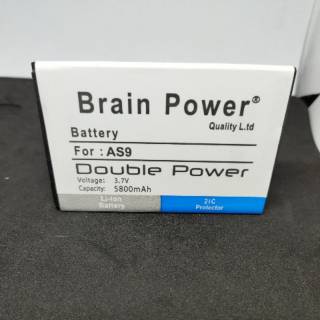 Brain Power®
Quality L.td
Battery
For : AS9
Double Power
Voltage: 3.7V
Capacity: 5800mAh
Li-Ion
Battery
2IC
Protector